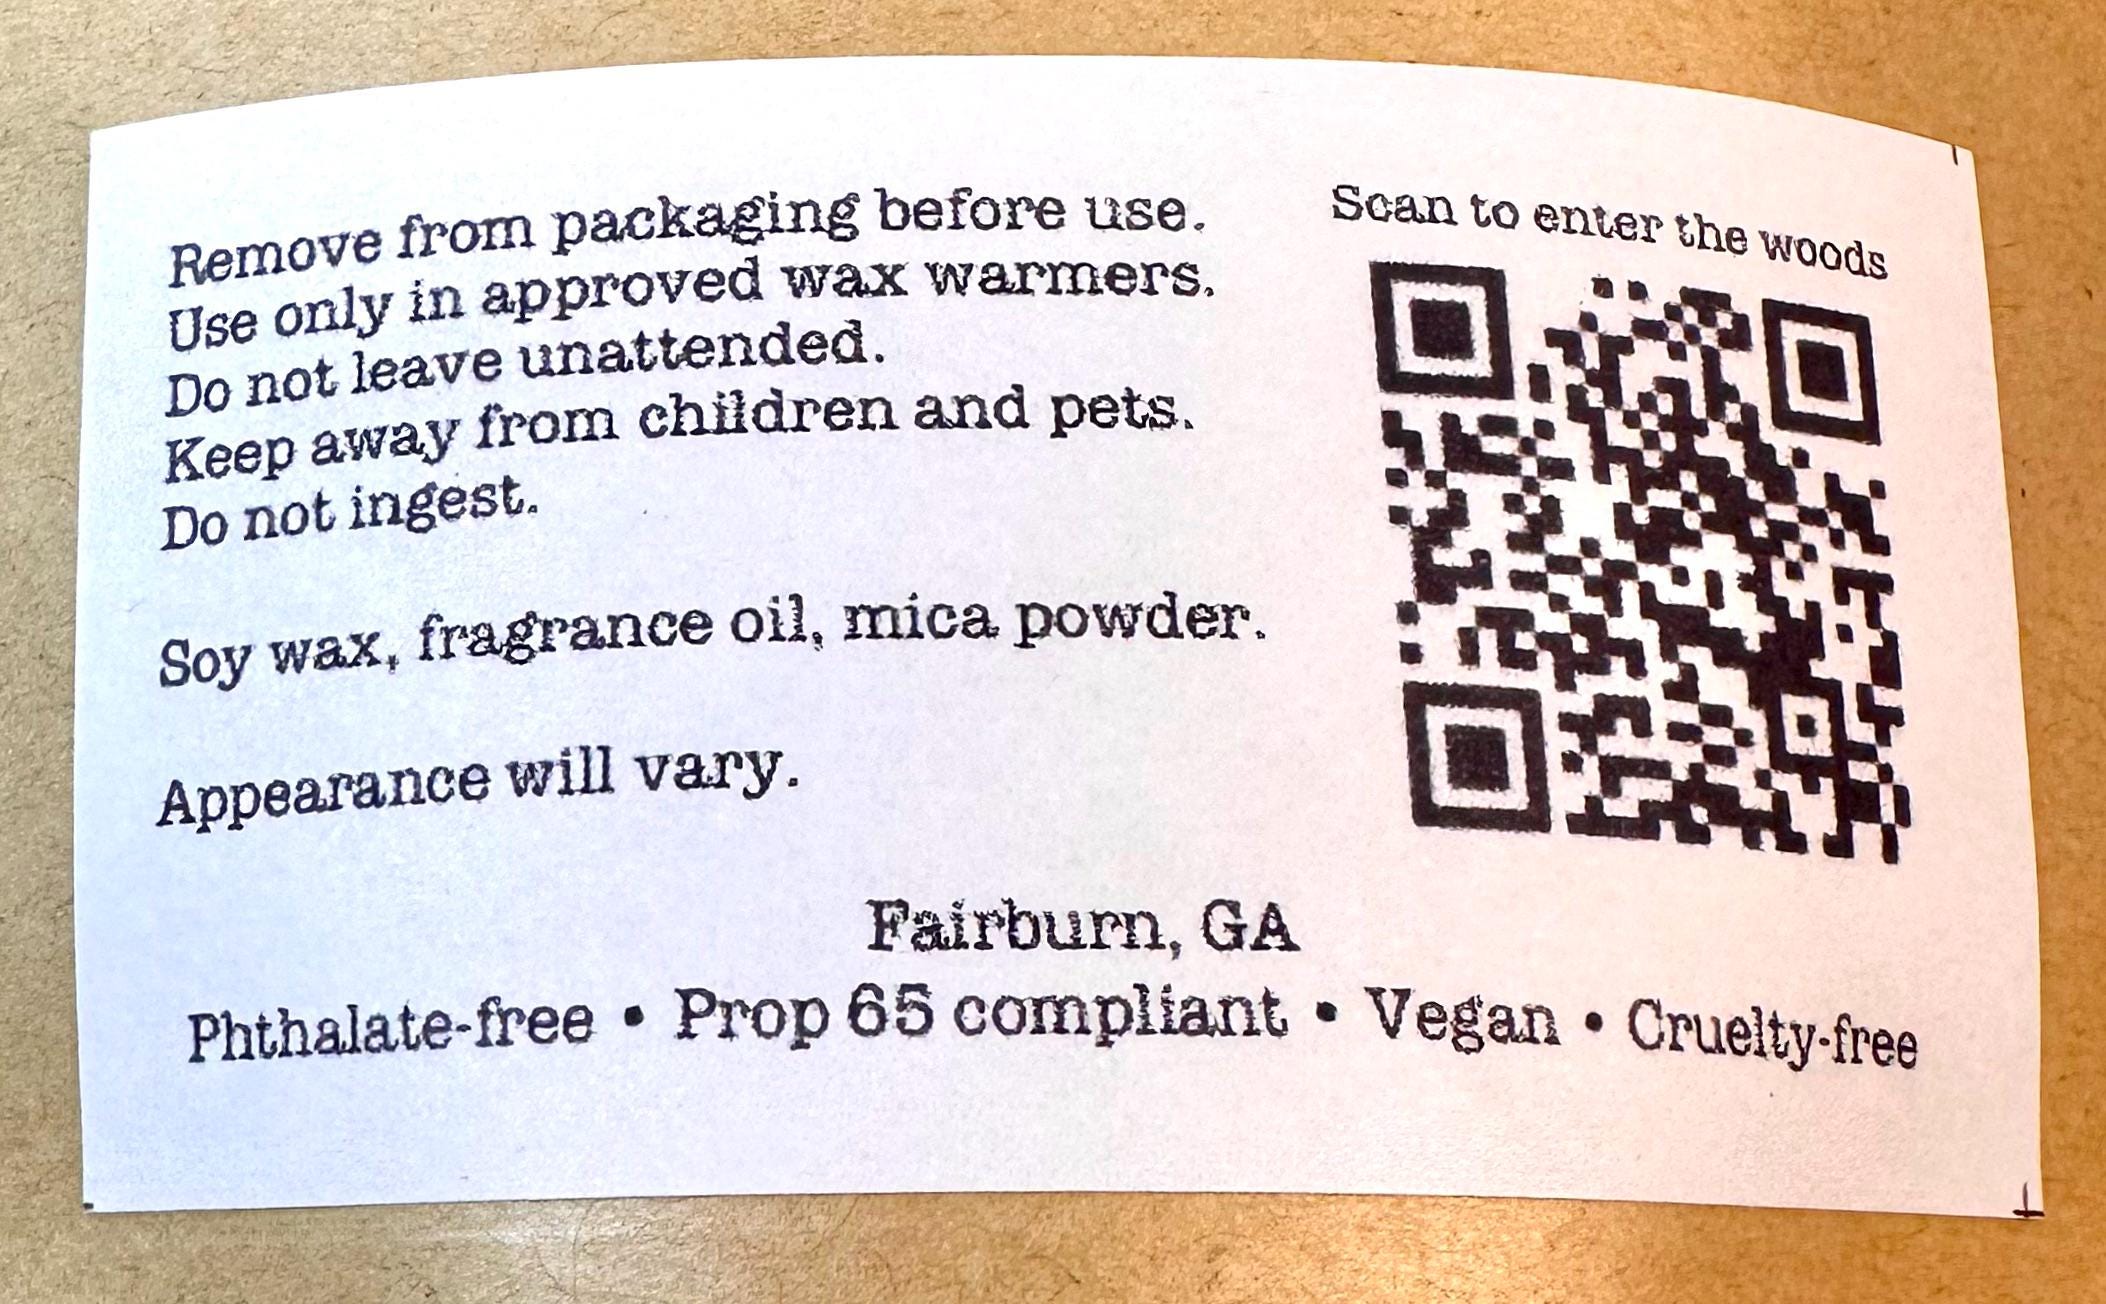 Remove from packaging before use.
Use only in approved wax warmers.
Do not leave unattended.
Keep away from children and pets.
Do not ingest.
Soy wax, fragrance oil, mica powder.
Appearance will vary.
Scan to enter the woods
Fairburn, GA
Phthalate-free • Prop 65 compliant • Vegan • Cruelty-free